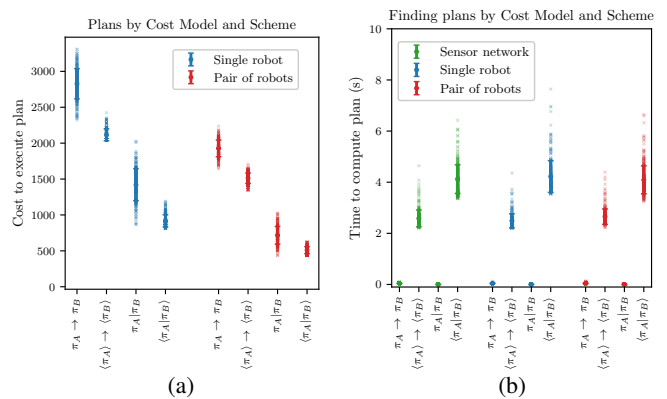 Plans by Cost Model and Scheme
Single robot
Pair of robots
Cost to execute plan
3000
2500
2000
1500
1000
500
0
π_A → π_B
⟨π_A⟩ → ⟨π_B⟩
π_A|π_B
⟨π_A|π_B⟩
π_A → π_B
⟨π_A⟩ → ⟨π_B⟩
π_A|π_B
⟨π_A|π_B⟩
(a)
Finding plans by Cost Model and Scheme
Sensor network
Single robot
Pair of robots
Time to compute plan (s)
10
8
6
4
2
0
π_A → π_B
⟨π_A⟩ → ⟨π_B⟩
π_A|π_B
⟨π_A|π_B⟩
π_A → π_B
⟨π_A⟩ → ⟨π_B⟩
π_A|π_B
⟨π_A|π_B⟩
π_A → π_B
⟨π_A⟩ → ⟨π_B⟩
π_A|π_B
⟨π_A|π_B⟩
(b)